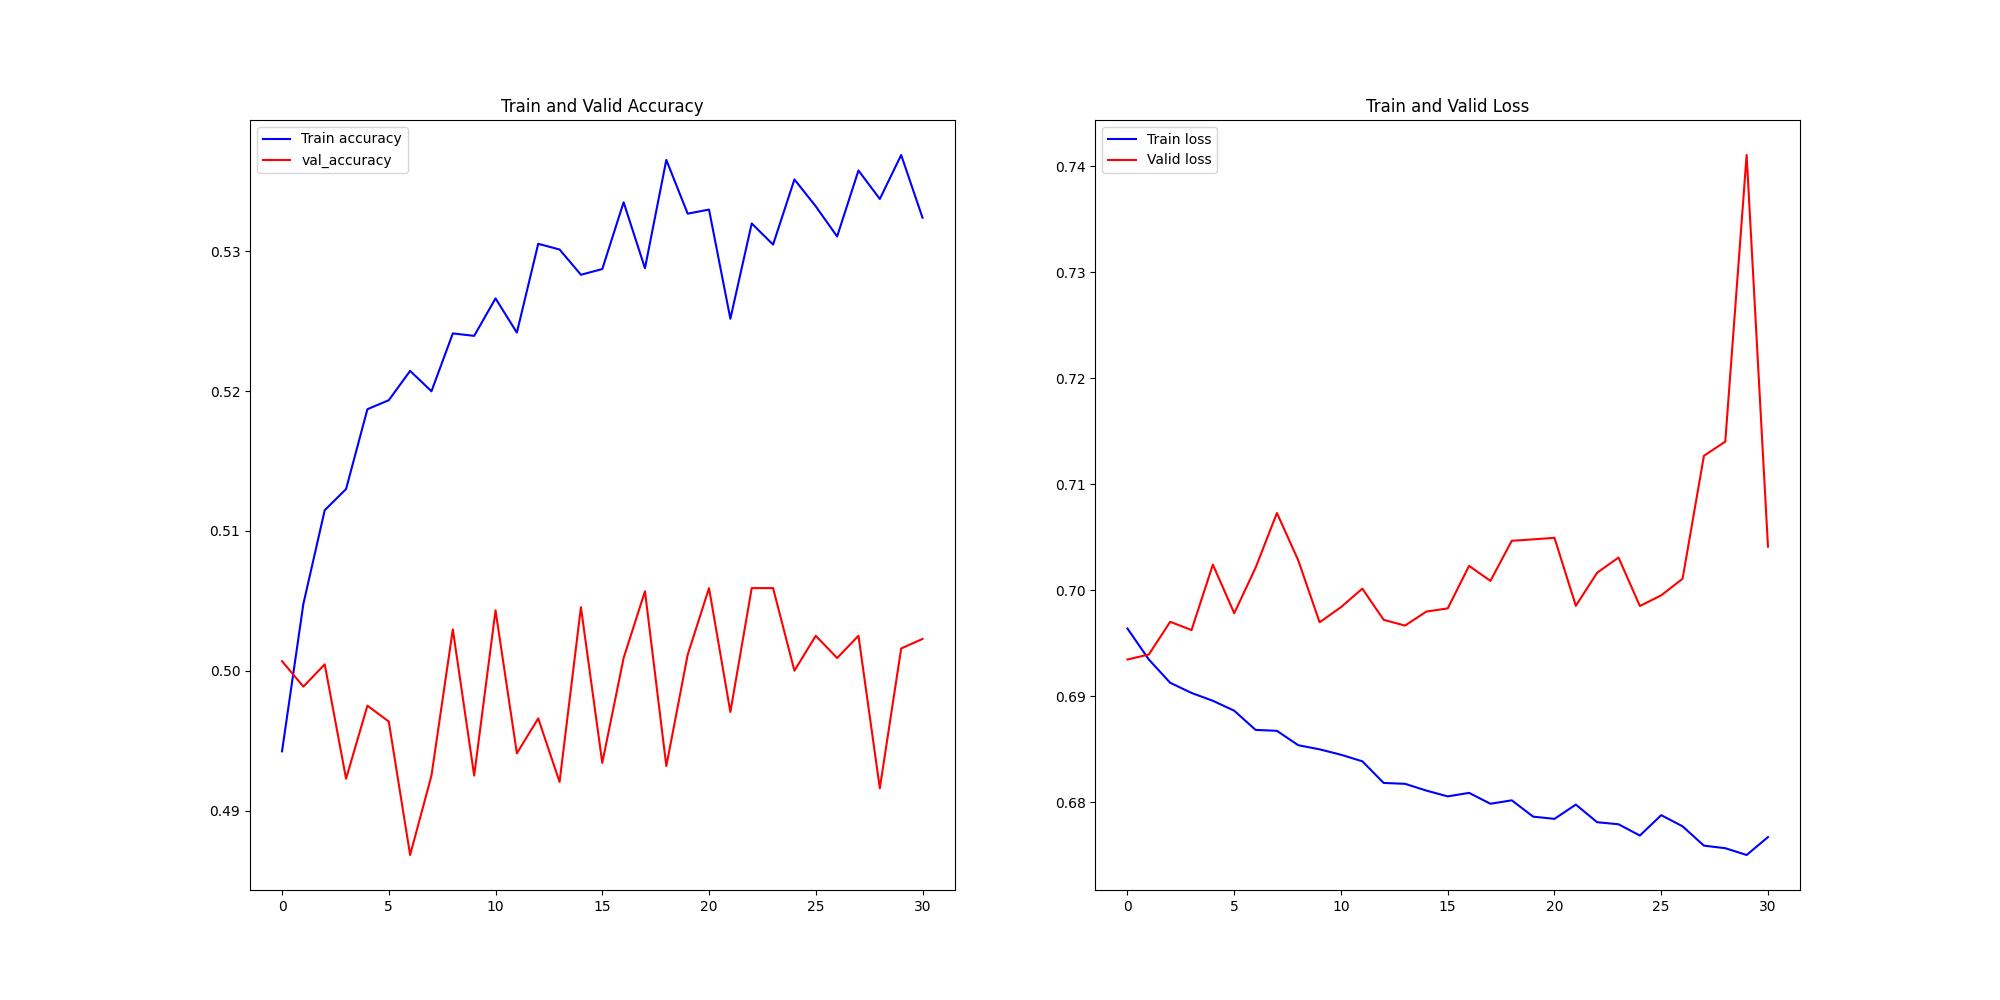 Train and Valid Accuracy
Train accuracy
val_accuracy
0.53
0.52
0.51
0.50
0.49
0 5 10 15 20 25 30
Train and Valid Loss
Train loss
Valid loss
0.74
0.73
0.72
0.71
0.70
0.69
0.68
0 5 10 15 20 25 30